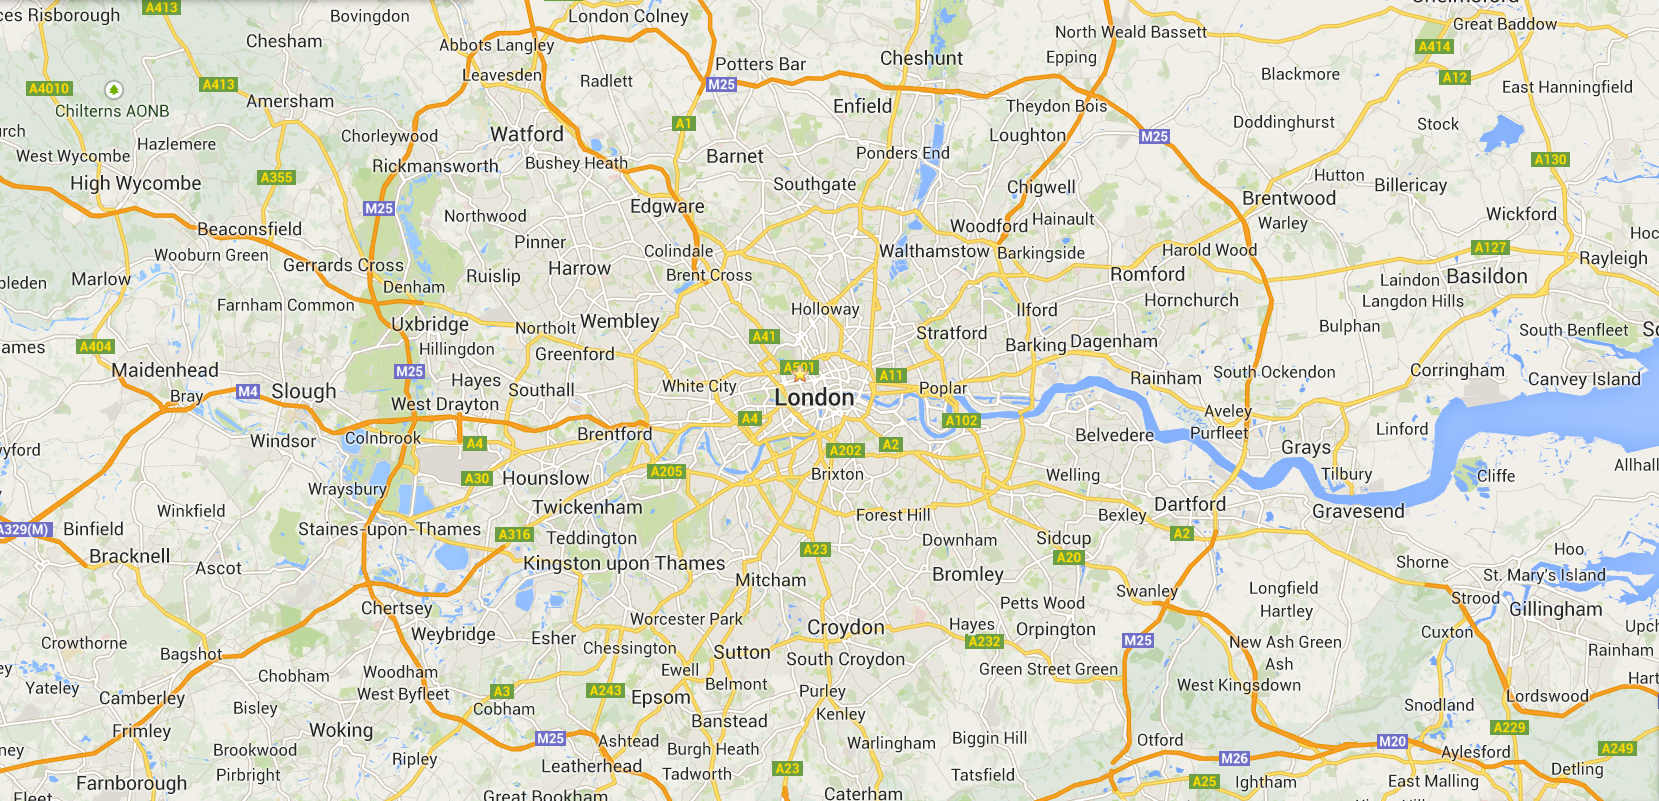 A413
ces Risborough
Bovingdon
London Colney
Great Baddow
Chesham
Abbots Langley
North Weald Bassett
A414
Potters Bar
Cheshunt
Epping
Leavesden
Radlett
Blackmore
A12
A4010
A413
M25
East Hanningfield
Chilterns AONB
Amersham
Enfield
Theydon Bois
A1
Doddinghurst
Stock
Chorleywood
Watford
Loughton
M25
Hazlemere
West Wycombe
Rickmansworth
Bushey Heath
Barnet
Ponders End
A130
High Wycombe
A355
Southgate
Chigwell
Hutton
Billericay
M25
Edgware
Brentwood
Northwood
Woodford
Hainault
Warley
Wickford
Beaconsfield
Pinner
Colindale
Walthamstow
Barkingside
Harold Wood
A127
Wooburn Green
Gerrards Cross
Ruislip
Harrow
Brent Cross
Romford
Basildon
Rayleigh
Marlow
Denham
Laindon
Farnham Common
Holloway
Ilford
Hornchurch
Langdon Hills
Uxbridge
Northolt
Wembley
A41
Stratford
Bulphan
South Benfleet
A404
Hillingdon
Greenford
Barking
Dagenham
Maidenhead
M25
A501
A11
Rainham
South Ockendon
Corringham
Canvey Island
Bray
M4
Slough
Hayes
Southall
White City
Poplar
West Drayton
London
Aveley
Windsor
Colnbrook
A4
Brentford
A4
A102
Belvedere
Purfleet
Linford
A202
A2
Grays
Wraysbury
A30
Hounslow
A205
Brixton
Welling
Tilbury
Cliffe
Allhall
Winkfield
Twickenham
Forest Hill
Bexley
Dartford
Gravesend
A329(M)
Binfield
Staines-upon-Thames
A316
Teddington
A23
Downham
Sidcup
A2
Bracknell
Ascot
Kingston upon Thames
Mitcham
Bromley
A20
Shorne
Hoo
St. Mary's Island
Chertsey
Petts Wood
Swanley
Longfield
Strood
Gillingham
Crowthorne
Weybridge
Esher
Worcester Park
Croydon
Hayes
Orpington
Hartley
Cuxton
Bagshot
Chessington
Sutton
South Croydon
A232
M25
New Ash Green
Rainham
Chobham
Woodham
Ewell
Green Street Green
Ash
Yateley
Camberley
West Byfleet
A3
A243
Epsom
Belmont
Purley
West Kingsdown
Lordswood
Bisley
Cobham
Banstead
Kenley
Snodland
Frimley
Woking
M25
Ashtead
Burgh Heath
Warlingham
Biggin Hill
Otford
M20
A229
Brookwood
Ripley
Leatherhead
Tadworth
A23
Tatsfield
M26
Aylesford
A249
Farnborough
Pirbright
A25
Ightham
East Malling
Detling
Fleet
Great Bookham
Caterham